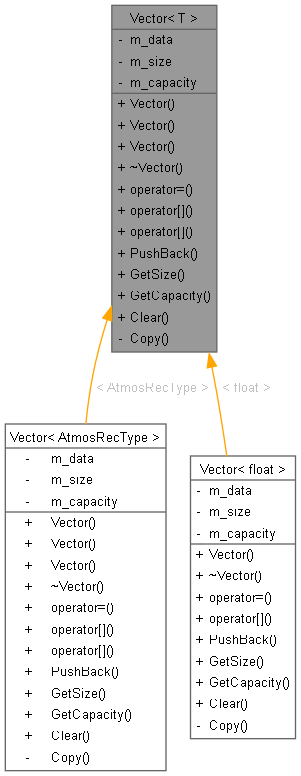 Vector< T >
- m_data
- m_size
- m_capacity
+ Vector()
+ Vector()
+ Vector()
+ ~Vector()
+ operator=()
+ operator[]()
+ operator[]()
+ PushBack()
+ GetSize()
+ GetCapacity()
+ Clear()
- Copy()
< AtmosRecType >
< float >
Vector< AtmosRecType >
- m_data
- m_size
- m_capacity
+ Vector()
+ Vector()
+ Vector()
+ ~Vector()
+ operator=()
+ operator[]()
+ operator[]()
+ PushBack()
+ GetSize()
+ GetCapacity()
+ Clear()
- Copy()
Vector< float >
- m_data
- m_size
- m_capacity
+ Vector()
+ ~Vector()
+ operator=()
+ operator[]()
+ PushBack()
+ GetSize()
+ GetCapacity()
+ Clear()
- Copy()